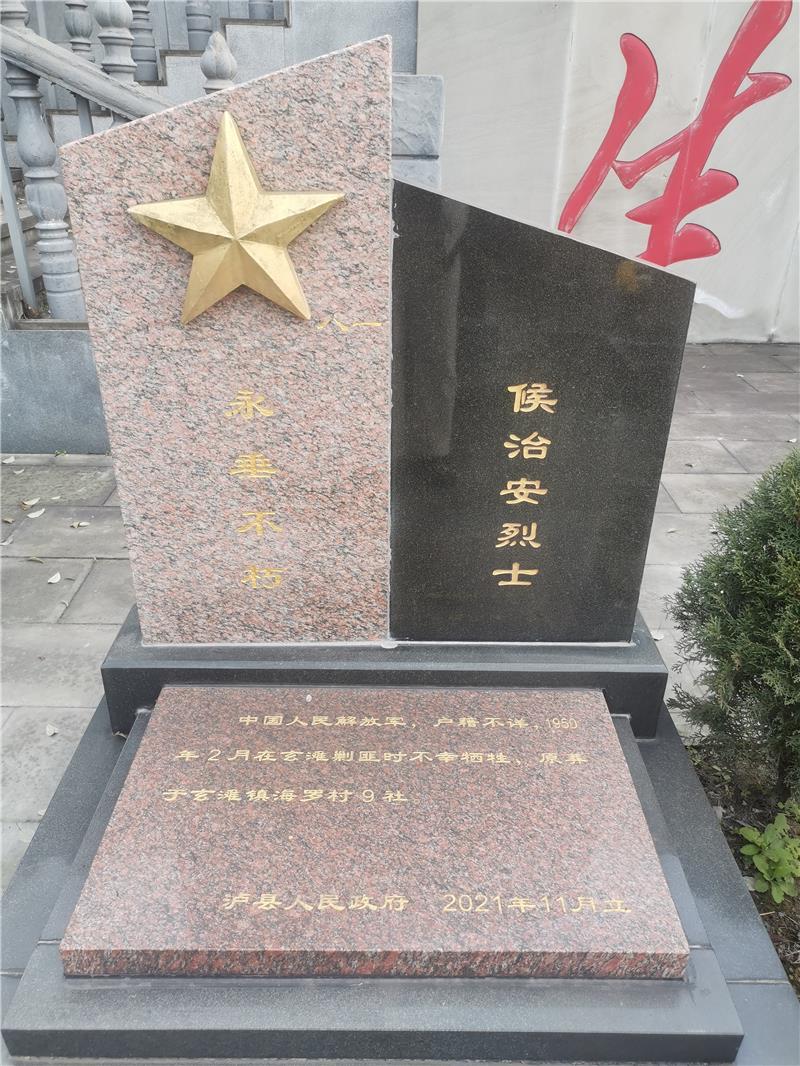 生
八一
永垂不朽
候治安烈士
中国人民解放军，户籍不详，1950
年2月在玄滩剿匪时不幸牺牲，原葬
于玄滩镇海罗村9社。
泸县人民政府 2021年11月立